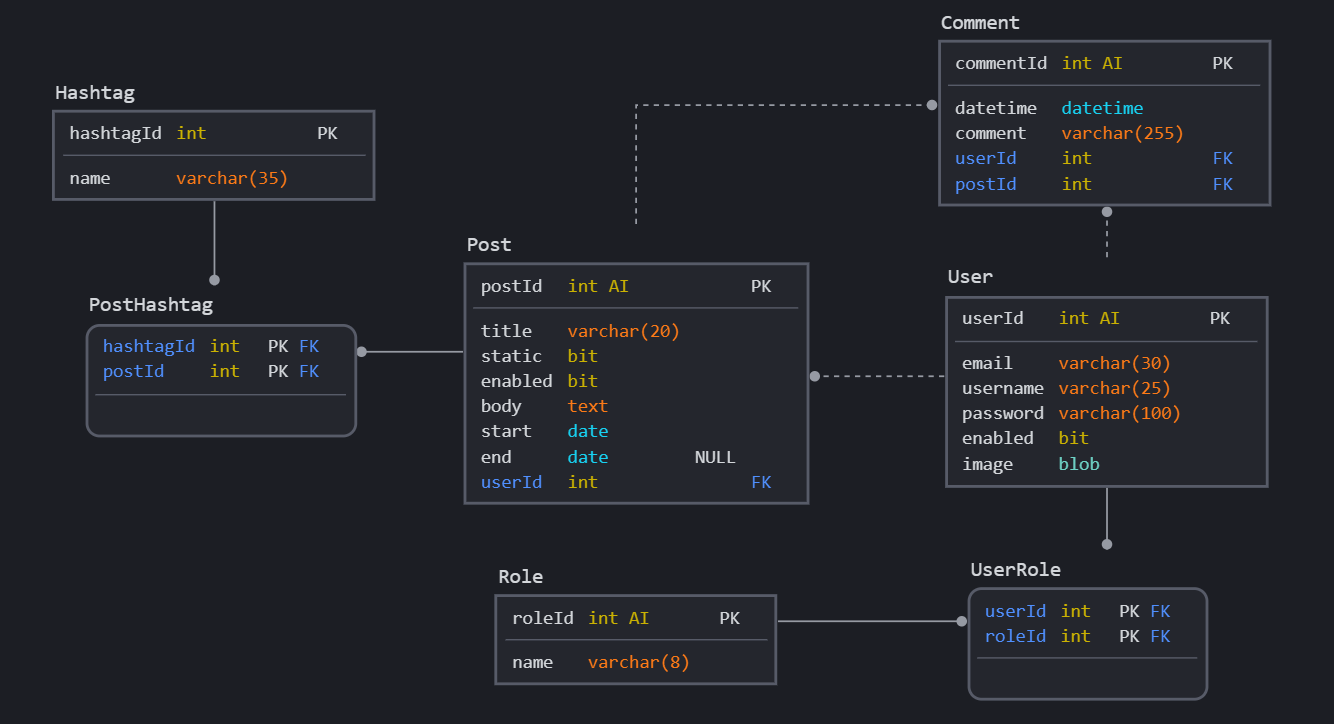 Comment
commentId int AI PK
datetime datetime
comment varchar(255)
userId int FK
postId int FK
Hashtag
hashtagId int PK
name varchar(35)
Post
postId int AI PK
title varchar(20)
static bit
enabled bit
body text
start date
end date NULL
userId int FK
User
userId int AI PK
email varchar(30)
username varchar(25)
password varchar(100)
enabled bit
image blob
PostHashtag
hashtagId int PK FK
postId int PK FK
Role
roleId int AI PK
name varchar(8)
UserRole
userId int PK FK
roleId int PK FK